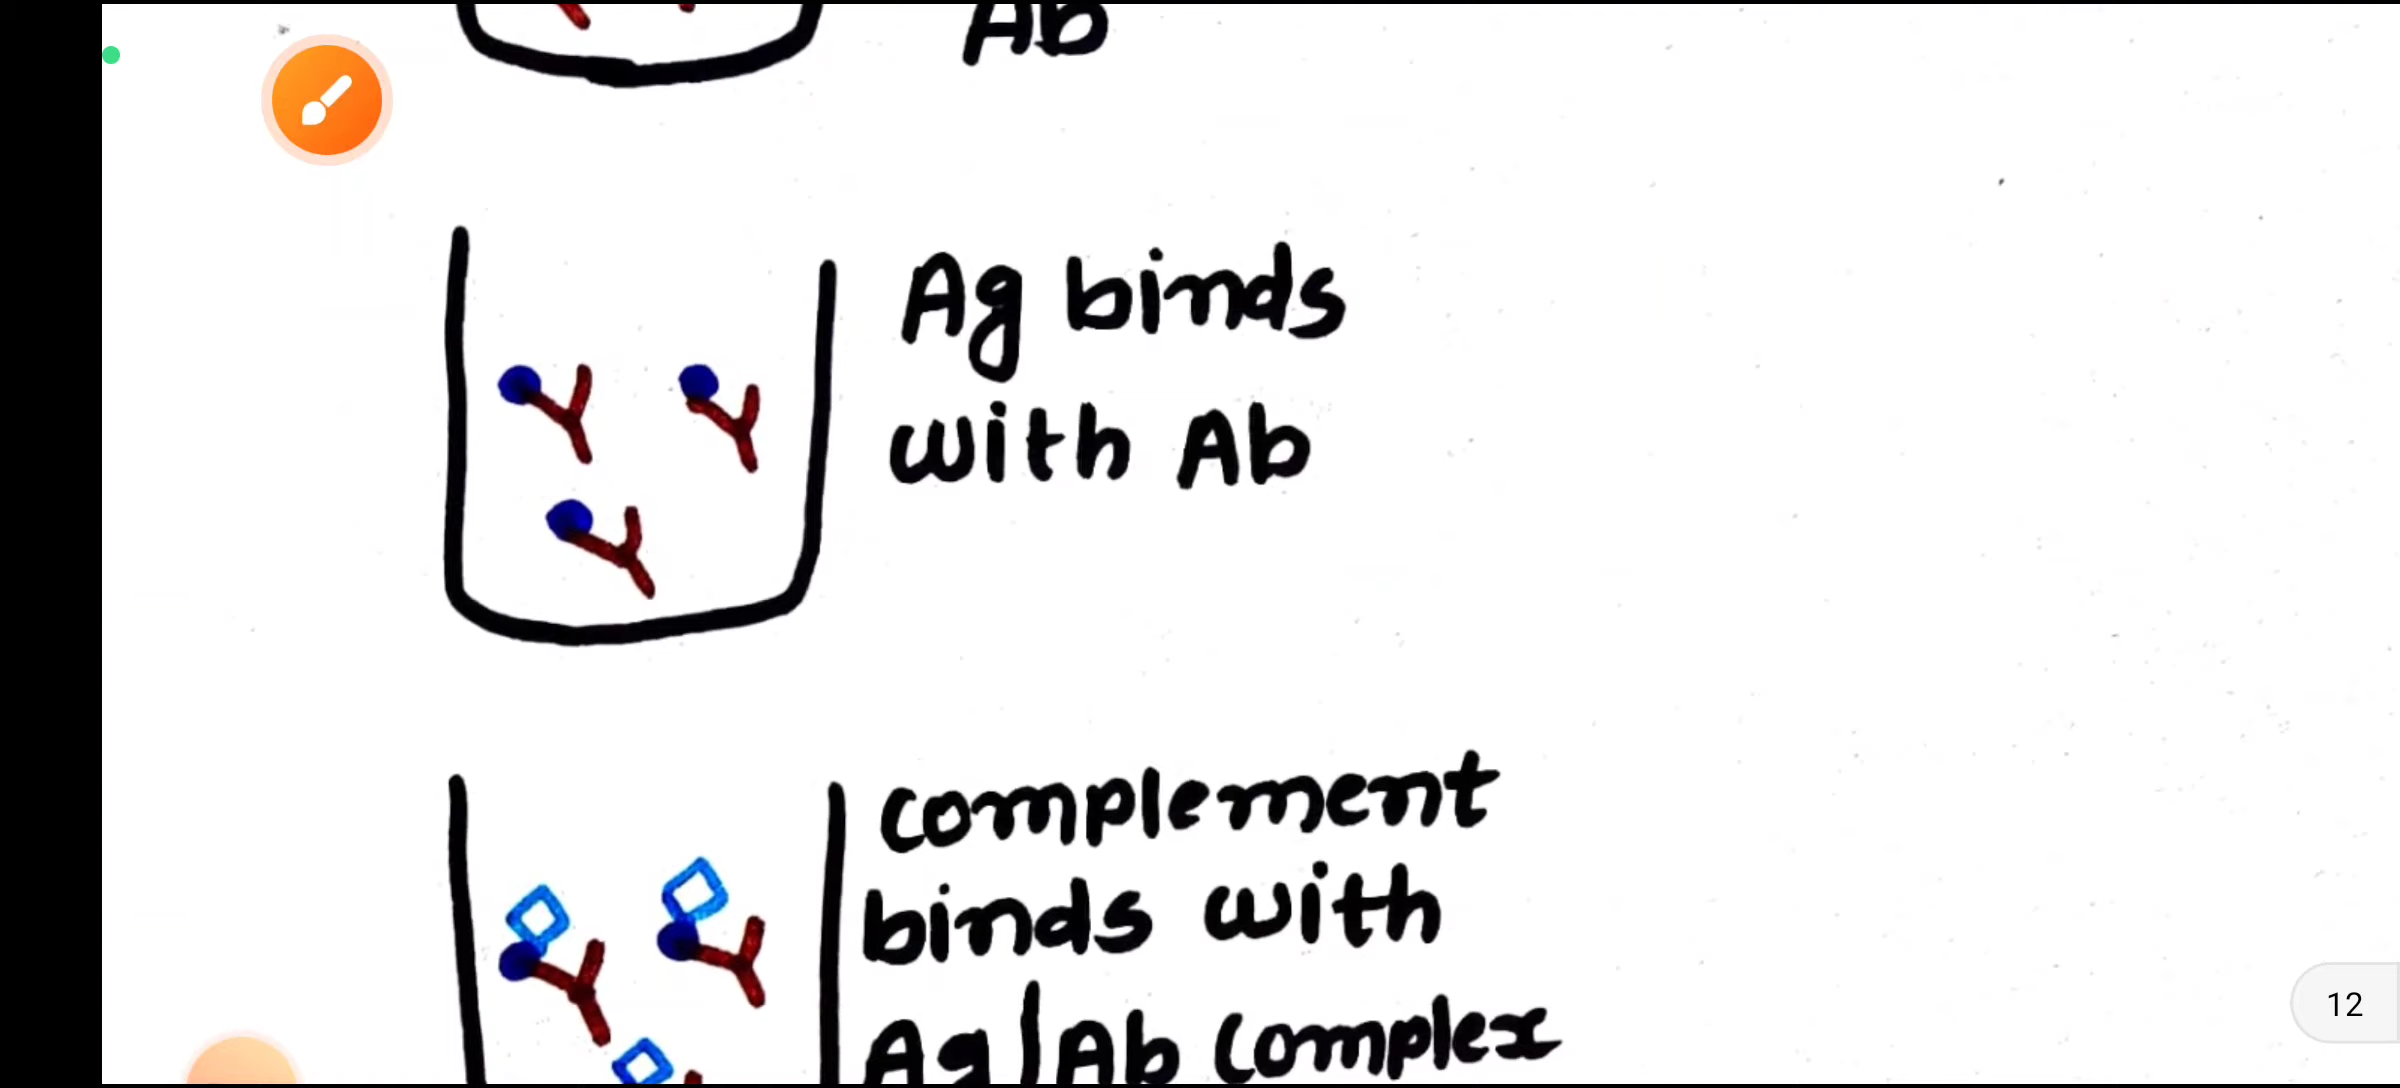 Ab
Ag binds
with Ab
complement
binds with
Ag/Ab complex
12